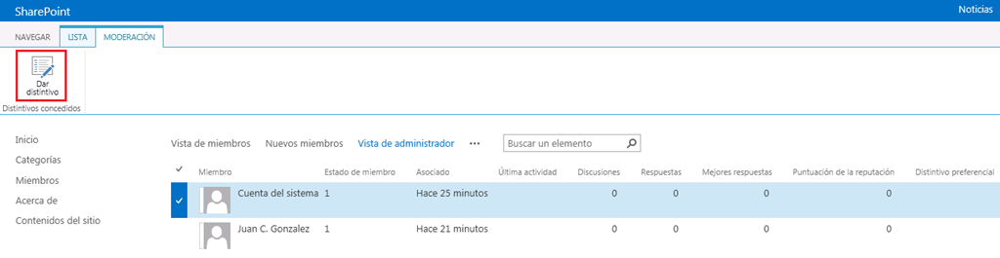 SharePoint Noticias
NAVEGAR LISTA MODERACIÓN
Dar
distintivo
Distintivos concedidos
Inicio
Categorías
Miembros
Acerca de
Contenidos del sitio
Vista de miembros Nuevos miembros Vista de administrador ••• Buscar un elemento
Miembro Estado de miembro Asociado Última actividad Discusiones Respuestas Mejores respuestas Puntuación de la reputación Distintivo preferencial
Cuenta del sistema 1 Hace 25 minutos 0 0 0 0
Juan C. Gonzalez 1 Hace 21 minutos 0 0 0 0